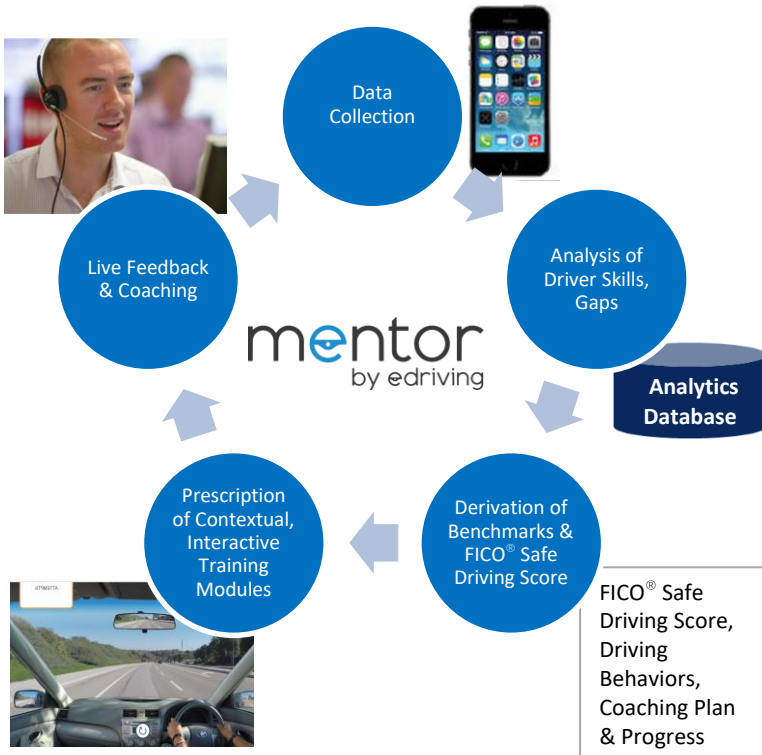 Data
Collection
Analysis of
Driver Skills,
Gaps
Analytics
Database
Derivation of
Benchmarks &
FICO® Safe
Driving Score
FICO® Safe
Driving Score,
Driving
Behaviors,
Coaching Plan
& Progress
Prescription
of Contextual,
Interactive
Training
Modules
Live Feedback
& Coaching
mentor
by edriving